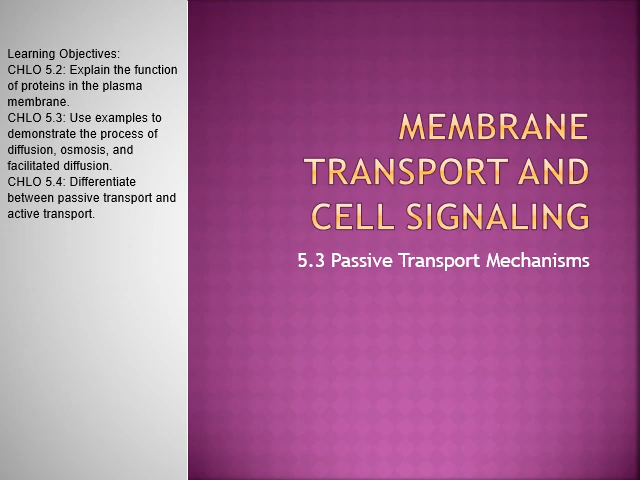 Learning Objectives:
CHLO 5.2: Explain the function
of proteins in the plasma
membrane.
CHLO 5.3: Use examples to
demonstrate the process of
diffusion, osmosis, and
facilitated diffusion.
CHLO 5.4: Differentiate
between passive transport and
active transport.
MEMBRANE
TRANSPORT AND
CELL SIGNALING
5.3 Passive Transport Mechanisms